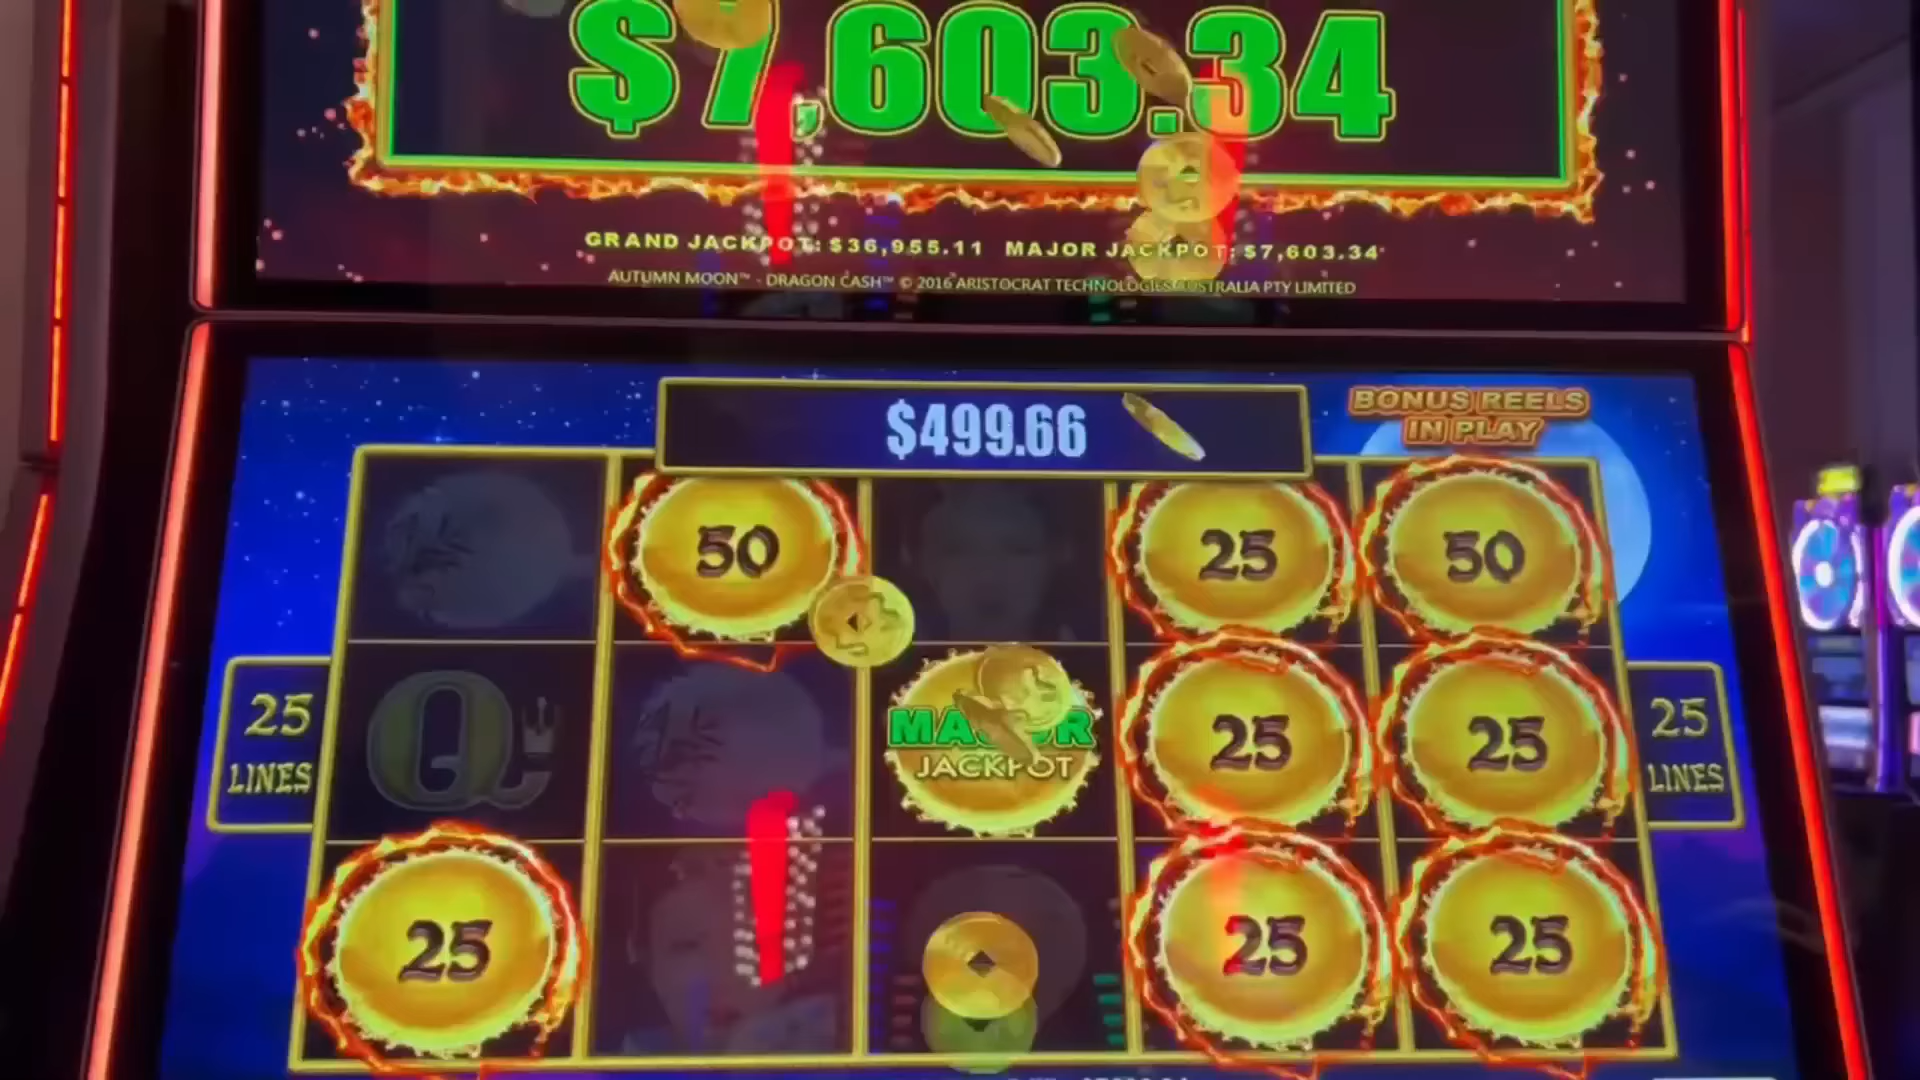 $7,603.34
GRAND JACKPOT: $36,955.11 MAJOR JACKPOT: $7,603.34
AUTUMN MOON™ - DRAGON CASH™ © 2016 ARISTOCRAT TECHNOLOGIES AUSTRALIA PTY LIMITED
$499.66
BONUS REELS
IN PLAY
50
25
50
25
LINES
Q
MAJOR
JACKPOT
25
25
25
LINES
25
25
25